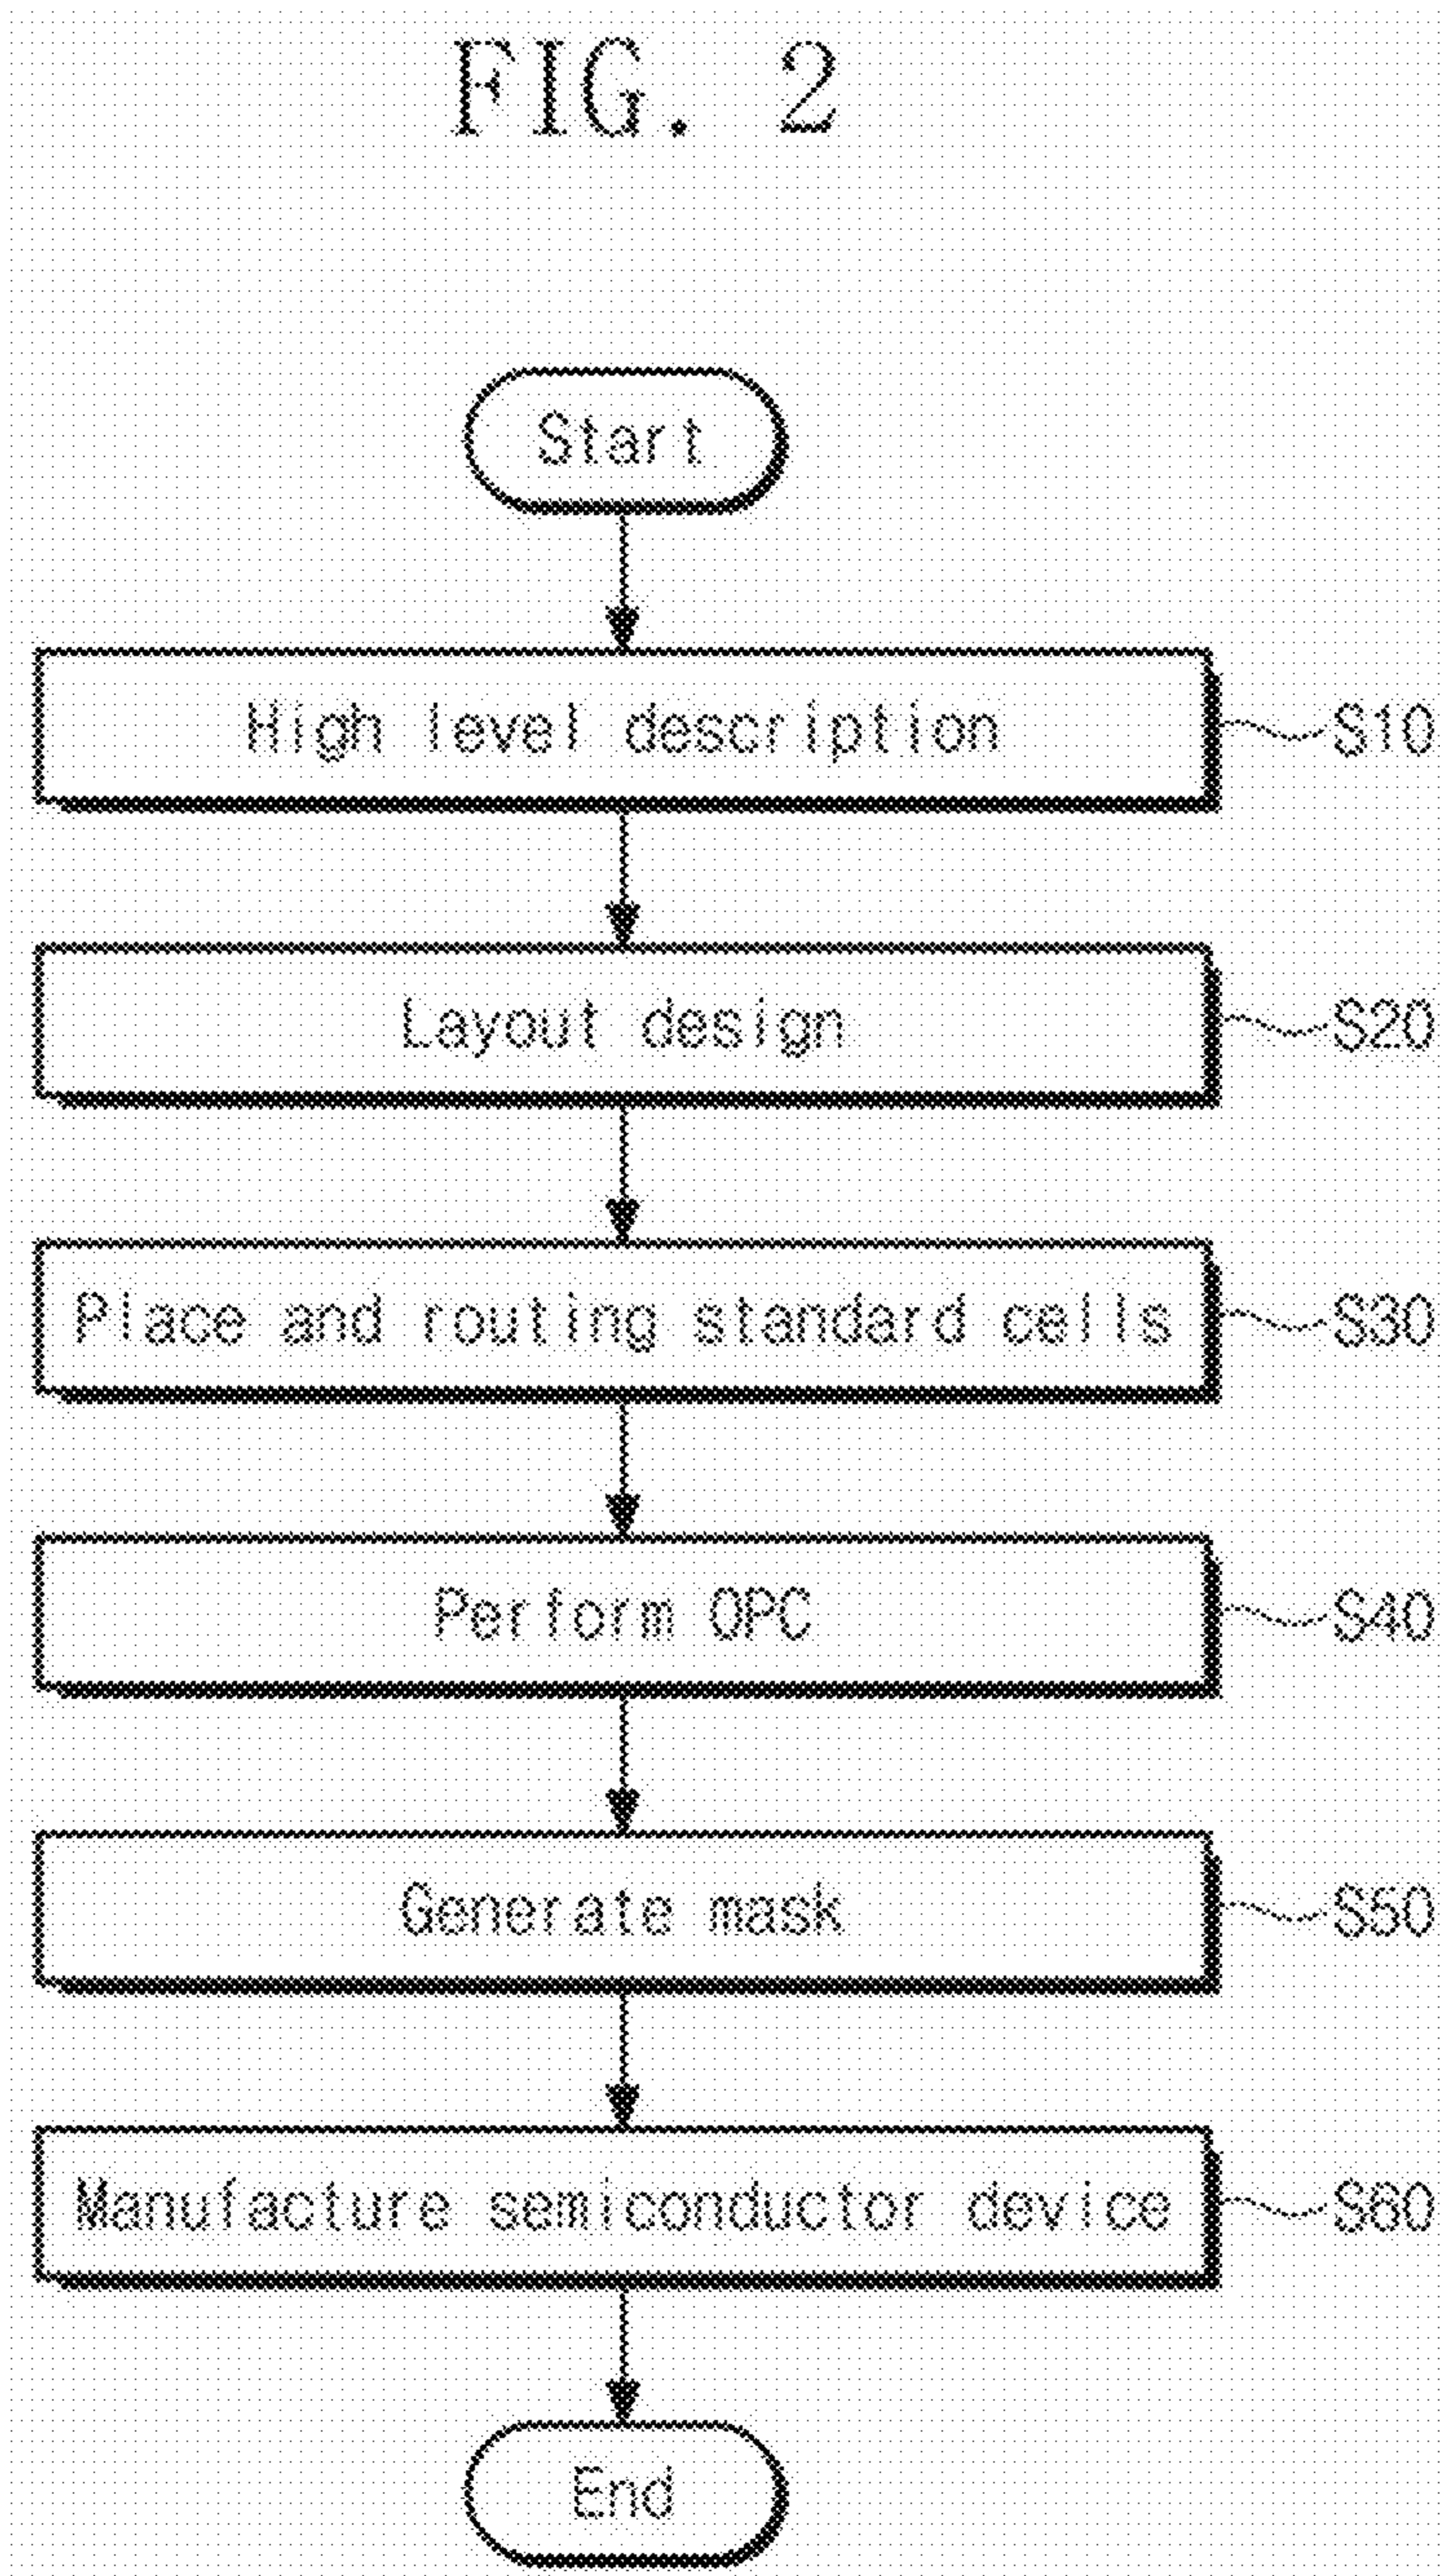 FIG. 2
Start
High level description
S10
Layout design
S20
Place and routing standard cells
S30
Perform OPC
S40
Generate mask
S50
Manufacture semiconductor device
S60
End